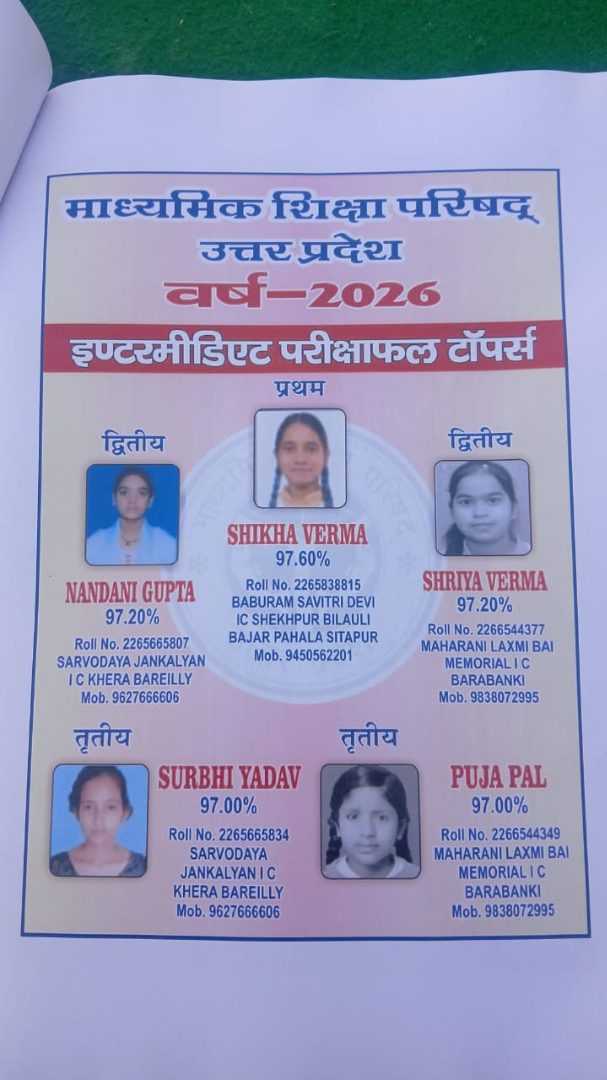 माध्यमिक शिक्षा परिषद्
उत्तर प्रदेश
वर्ष–2026
इण्टरमीडिएट परीक्षाफल टॉपर्स
प्रथम
SHIKHA VERMA
97.60%
Roll No. 2265838815
BABURAM SAVITRI DEVI
IC SHEKHPUR BILAULI
BAJAR PAHALA SITAPUR
Mob. 9450562201
द्वितीय
NANDANI GUPTA
97.20%
Roll No. 2265665807
SARVODAYA JANKALYAN
I C KHERA BAREILLY
Mob. 9627666606
द्वितीय
SHRIYA VERMA
97.20%
Roll No. 2266544377
MAHARANI LAXMI BAI
MEMORIAL I C
BARABANKI
Mob. 9838072995
तृतीय
SURBHI YADAV
97.00%
Roll No. 2265665834
SARVODAYA
JANKALYAN I C
KHERA BAREILLY
Mob. 9627666606
तृतीय
PUJA PAL
97.00%
Roll No. 2266544349
MAHARANI LAXMI BAI
MEMORIAL I C
BARABANKI
Mob. 9838072995